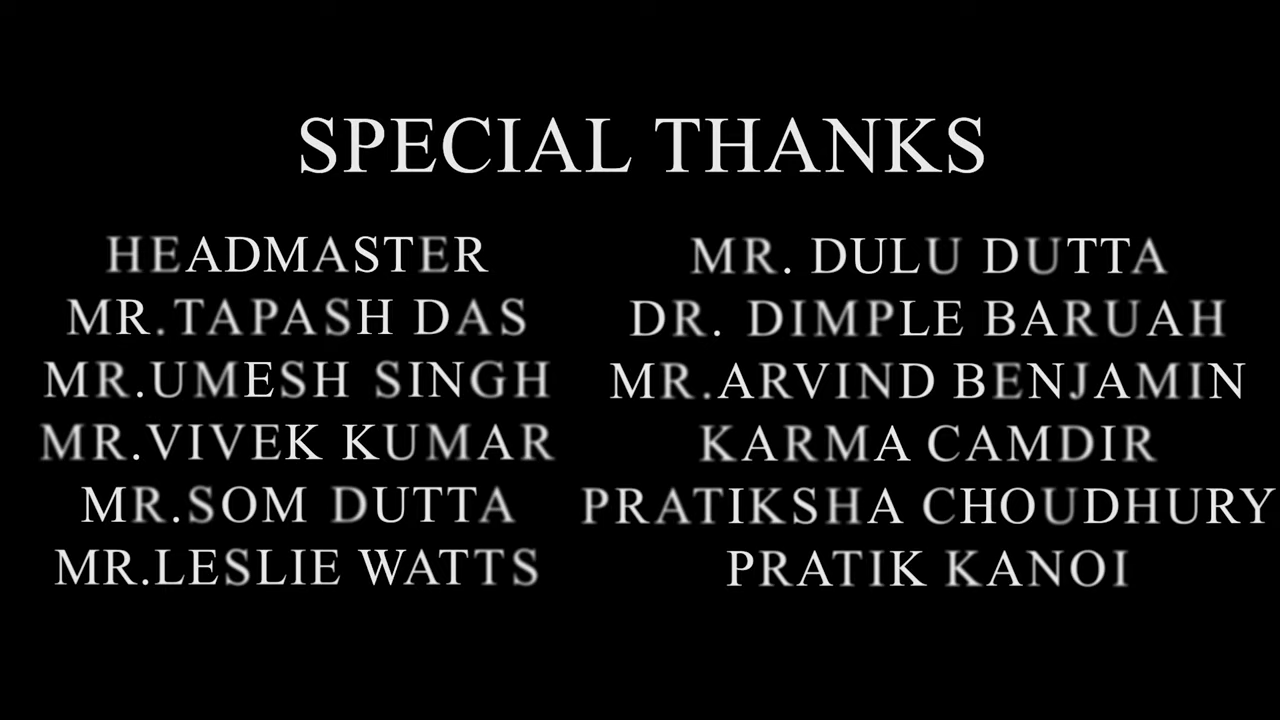 SPECIAL THANKS
HEADMASTER
MR.TAPASH DAS
MR.UMESH SINGH
MR.VIVEK KUMAR
MR.SOM DUTTA
MR.LESLIE WATTS
MR. DULU DUTTA
DR. DIMPLE BARUAH
MR.ARVIND BENJAMIN
KARMA CAMDIR
PRATIKSHA CHOUDHURY
PRATIK KANOI